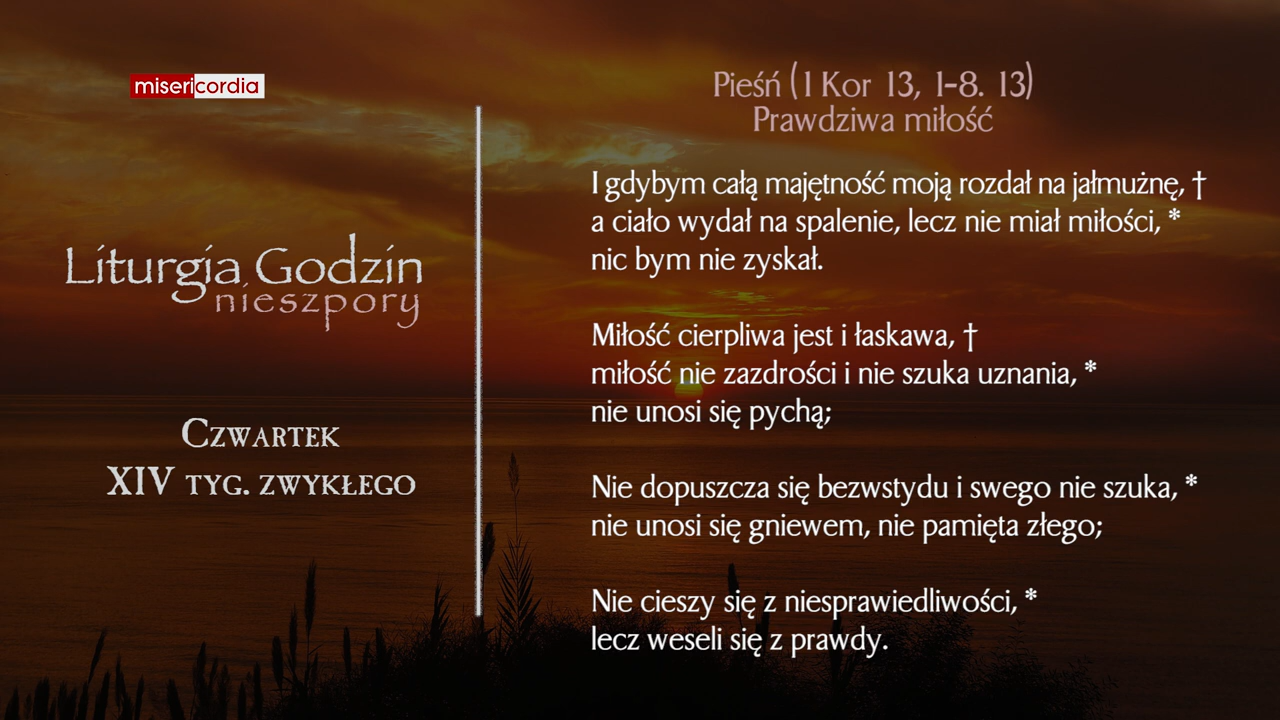 misericordia
Liturgia Godzin
nieszpory
Czwartek
XIV tyg. zwykłego
Pieśń (1 Kor 13, 1-8. 13)
Prawdziwa miłość
I gdybym całą majętność moją rozdał na jałmużnę, †
a ciało wydał na spalenie, lecz nie miał miłości, *
nic bym nie zyskał.
Miłość cierpliwa jest i łaskawa, †
miłość nie zazdrości i nie szuka uznania, *
nie unosi się pychą;
Nie dopuszcza się bezwstydu i swego nie szuka, *
nie unosi się gniewem, nie pamięta złego;
Nie cieszy się z niesprawiedliwości, *
lecz weseli się z prawdy.